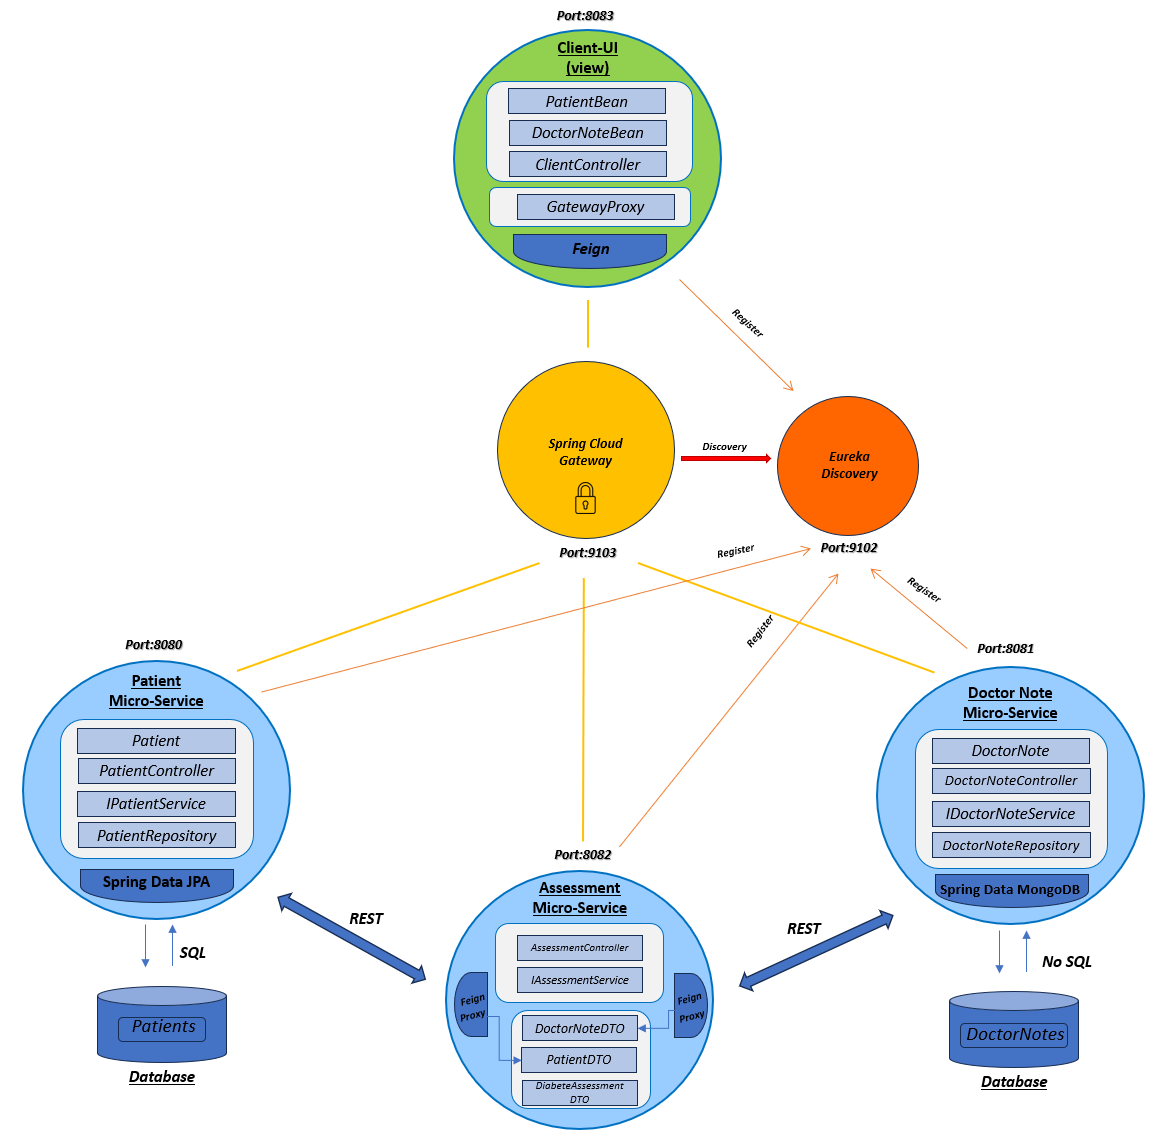 Port:8083
Client-UI
(view)
PatientBean
DoctorNoteBean
ClientController
GatewayProxy
Feign
Register
Spring Cloud
Gateway
Discovery
Eureka
Discovery
Port:9103
Port:9102
Register
Register
Register
Port:8080
Patient
Micro-Service
Patient
PatientController
IPatientService
PatientRepository
Spring Data JPA
SQL
Patients
Database
REST
Port:8082
Assessment
Micro-Service
AssessmentController
IAssessmentService
Feign
Proxy
Feign
Proxy
DoctorNoteDTO
PatientDTO
DiabeteAssessment
DTO
REST
Port:8081
Doctor Note
Micro-Service
DoctorNote
DoctorNoteController
IDoctorNoteService
DoctorNoteRepository
Spring Data MongoDB
No SQL
DoctorNotes
Database